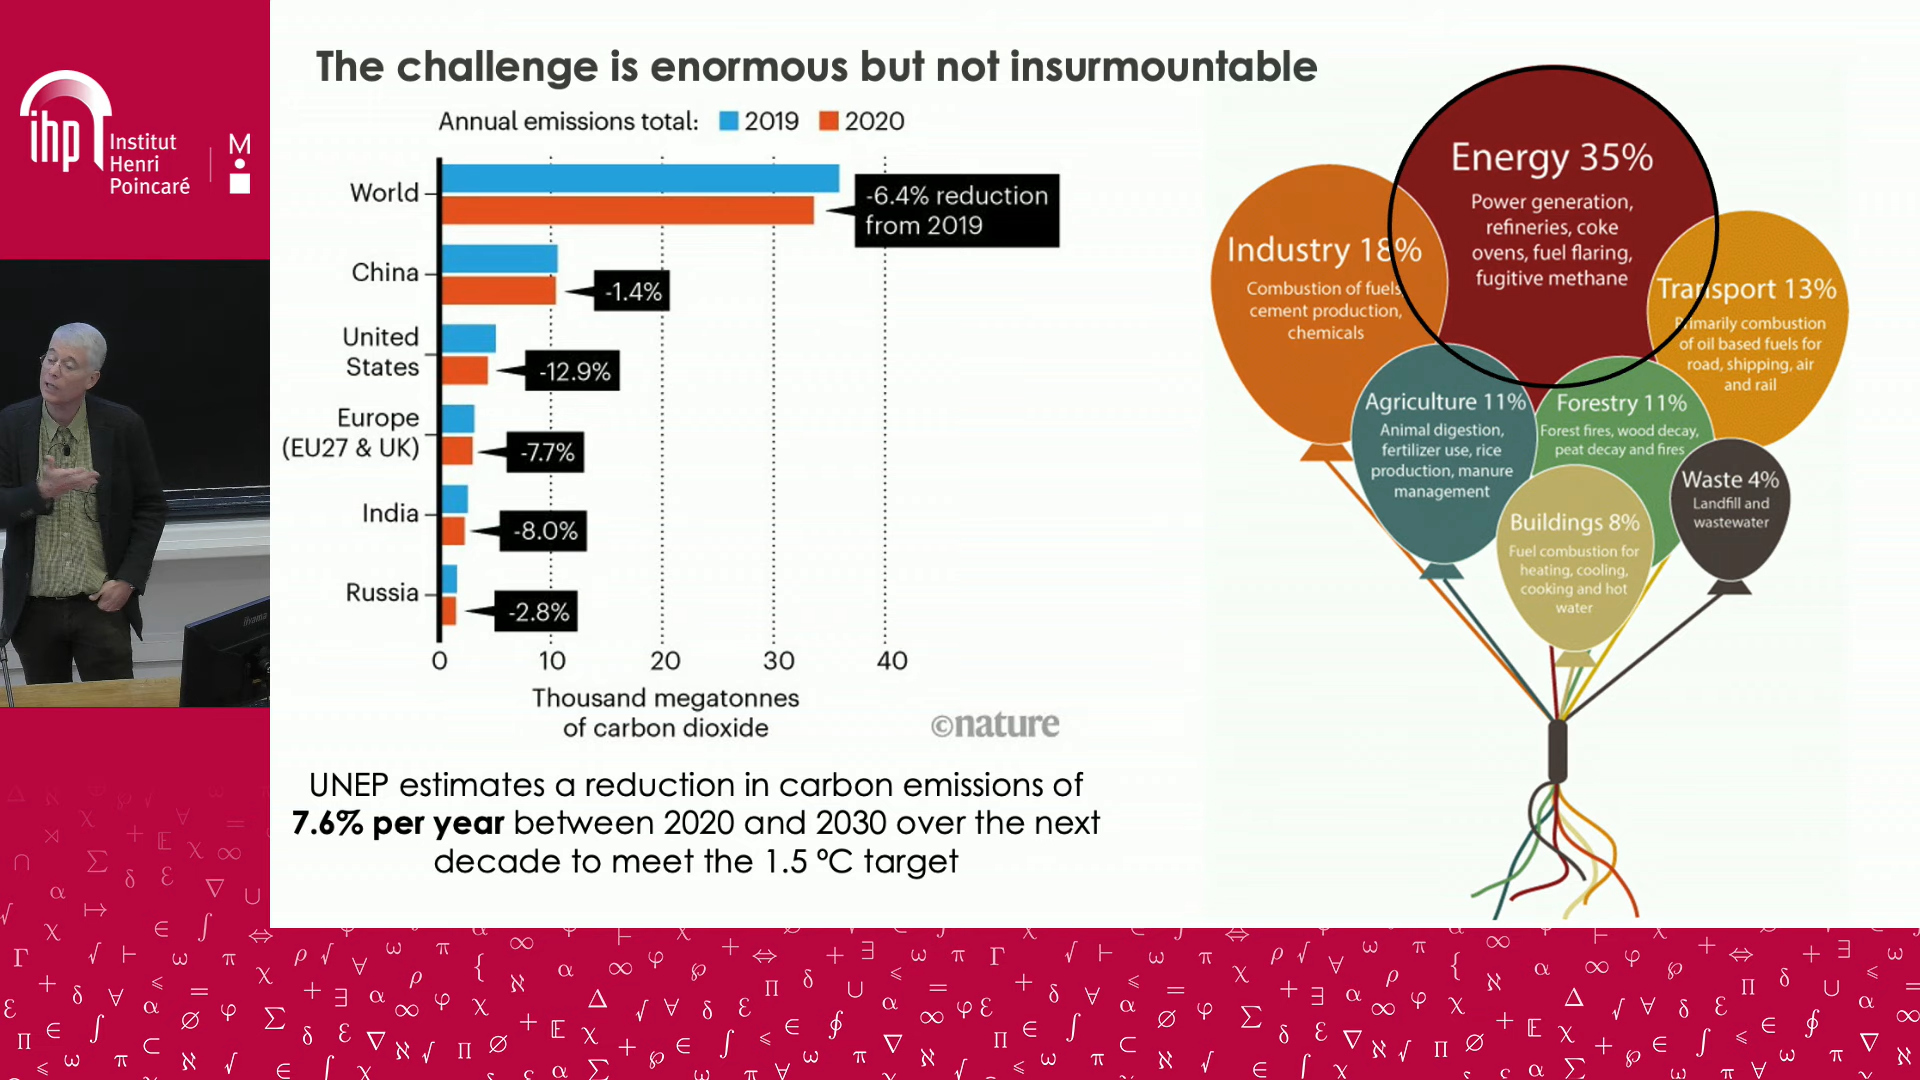 The challenge is enormous but not insurmountable
ihp
Institut
Henri
Poincaré
M
Annual emissions total: 2019 2020
World
-6.4% reduction
from 2019
China
-1.4%
United
States
-12.9%
Europe
(EU27 & UK)
-7.7%
India
-8.0%
Russia
-2.8%
0 10 20 30 40
Thousand megatonnes
of carbon dioxide
©nature
UNEP estimates a reduction in carbon emissions of
7.6% per year between 2020 and 2030 over the next
decade to meet the 1.5 ºC target
Energy 35%
Power generation,
refineries, coke
ovens, fuel flaring,
fugitive methane
Industry 18%
Combustion of fuels,
cement production,
chemicals
Transport 13%
Primarily combustion
of oil based fuels for
road, shipping, air
and rail
Agriculture 11%
Animal digestion,
fertilizer use, rice
production, manure
management
Forestry 11%
Forest fires, wood decay,
peat decay and fires
Waste 4%
Landfill and
wastewater
Buildings 8%
Fuel combustion for
heating, cooling,
cooking and hot
water